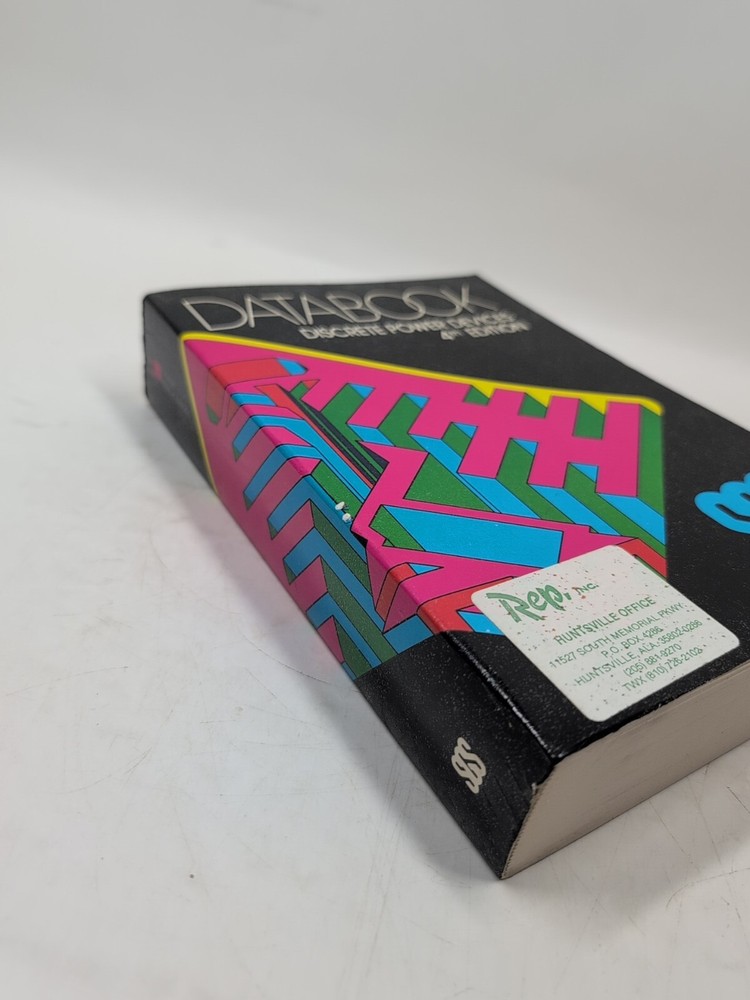 DATABOOK
DISCRETE POWER DEVICES
4TH EDITION
Rep, INC.
HUNTSVILLE OFFICE
11527 SOUTH MEMORIAL PKWY
P.O. BOX 4286
HUNTSVILLE, ALA. 35802-0286
(205) 881-9270
TWX (810) 726-2102
SGS